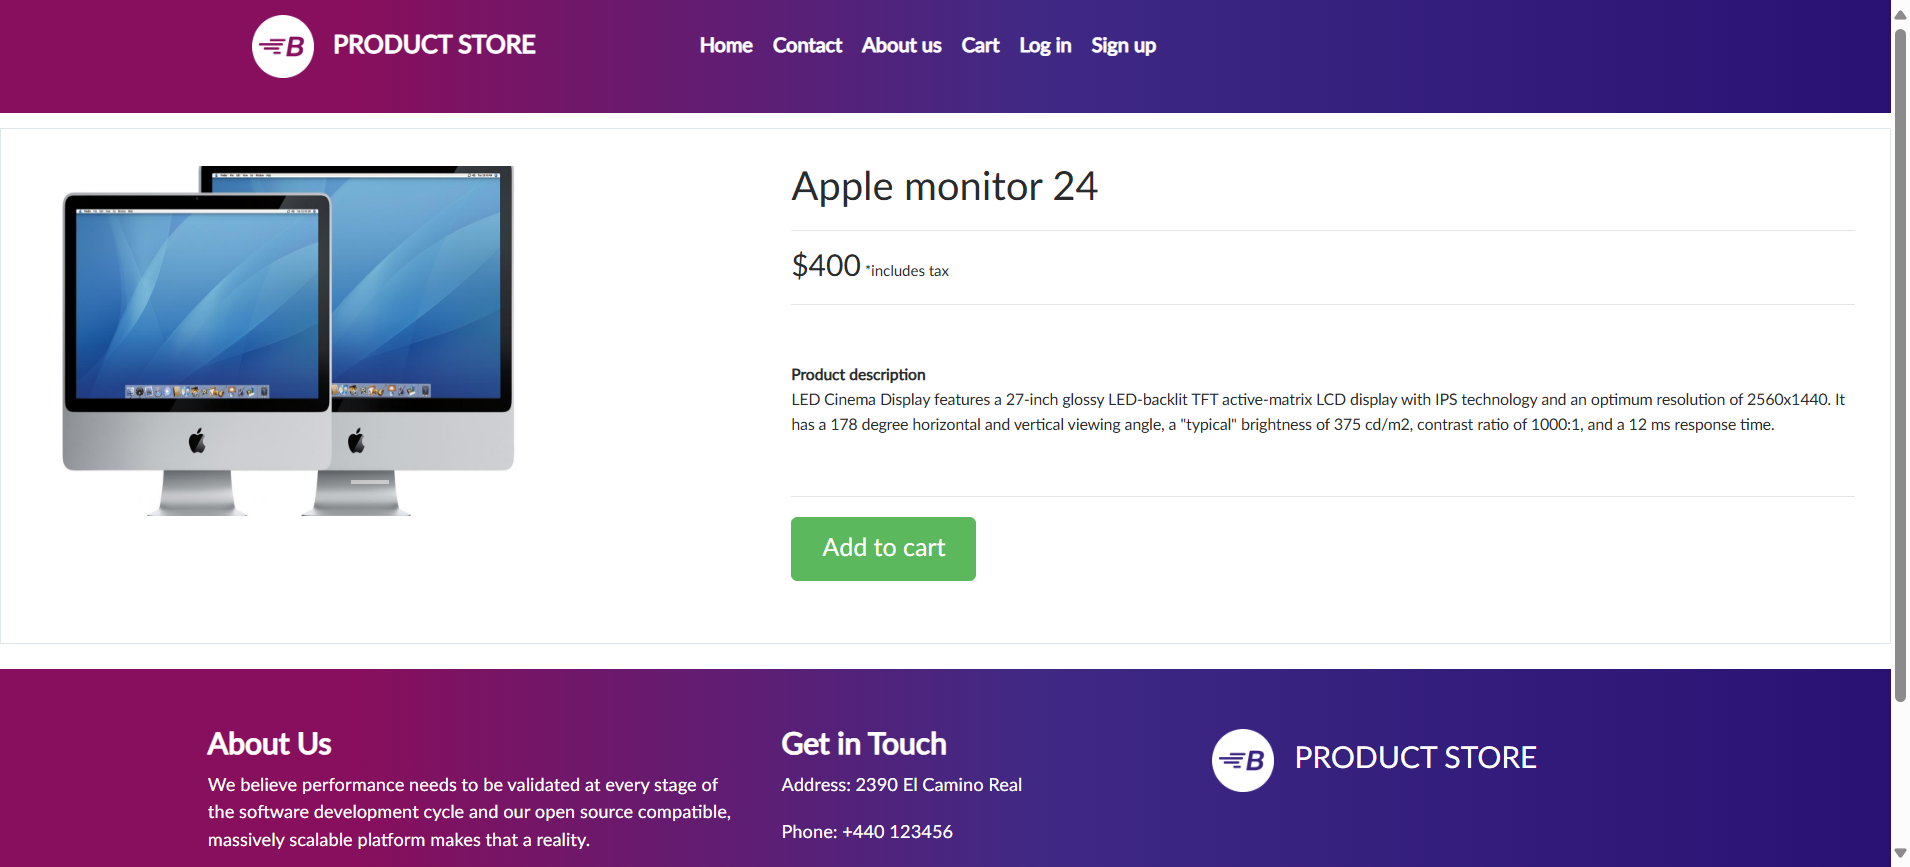 B PRODUCT STORE
Home Contact About us Cart Log in Sign up
Apple monitor 24
$400 *includes tax
Product description
LED Cinema Display features a 27-inch glossy LED-backlit TFT active-matrix LCD display with IPS technology and an optimum resolution of 2560x1440. It
has a 178 degree horizontal and vertical viewing angle, a "typical" brightness of 375 cd/m2, contrast ratio of 1000:1, and a 12 ms response time.
Add to cart
About Us
We believe performance needs to be validated at every stage of
the software development cycle and our open source compatible,
massively scalable platform makes that a reality.
Get in Touch
Address: 2390 El Camino Real
Phone: +440 123456
B PRODUCT STORE